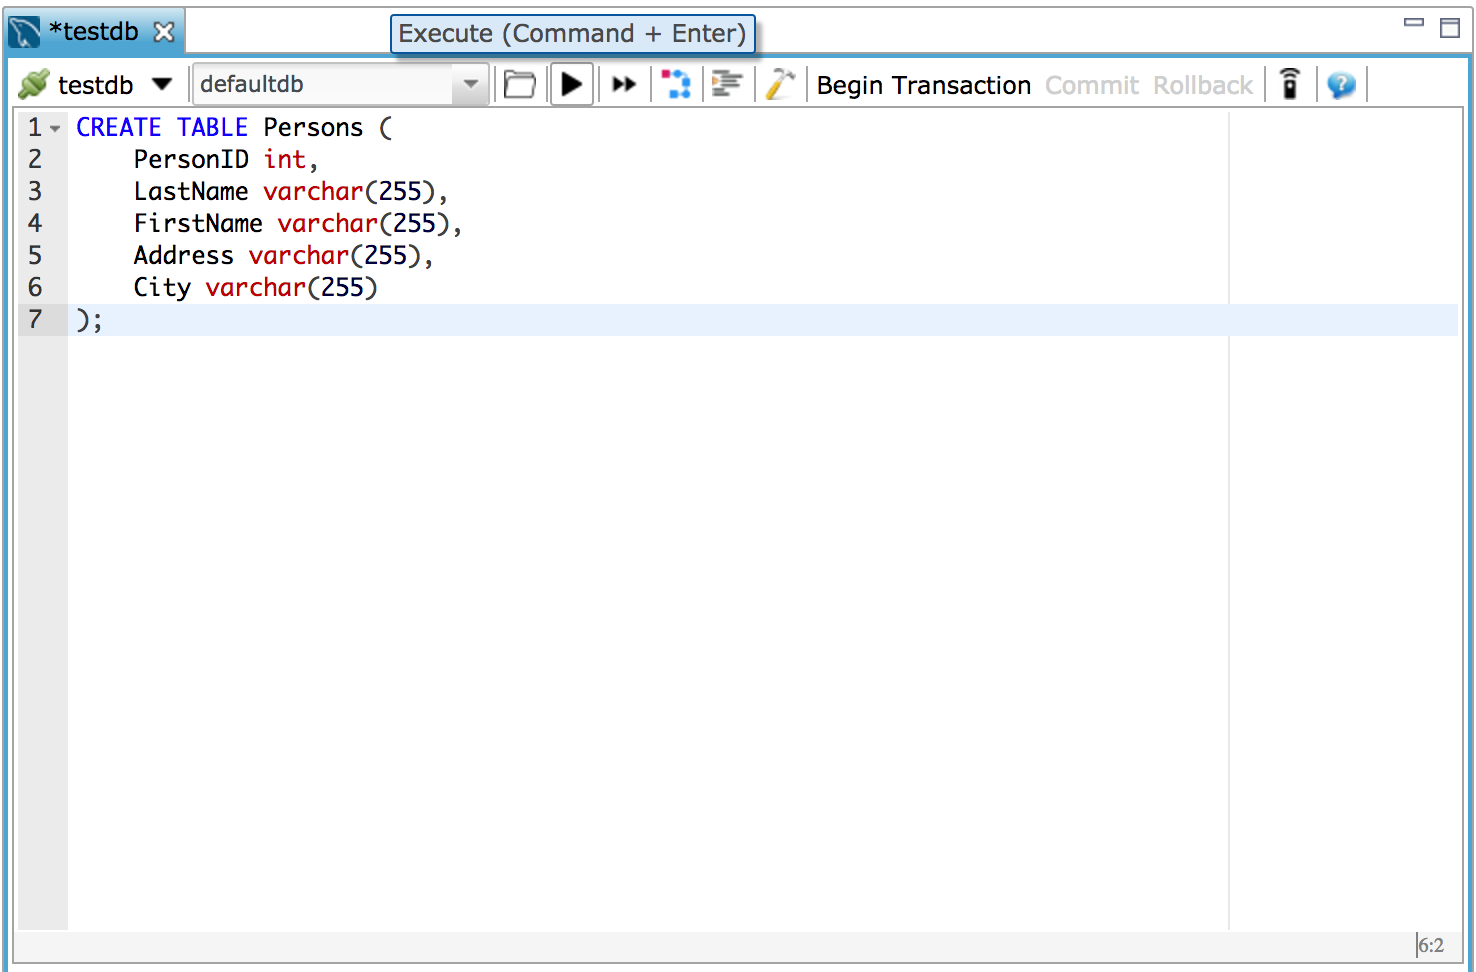 *testdb
Execute (Command + Enter)
testdb defaultdb Begin Transaction Commit Rollback
1 CREATE TABLE Persons (
2 PersonID int,
3 LastName varchar(255),
4 FirstName varchar(255),
5 Address varchar(255),
6 City varchar(255)
7 );
6:2